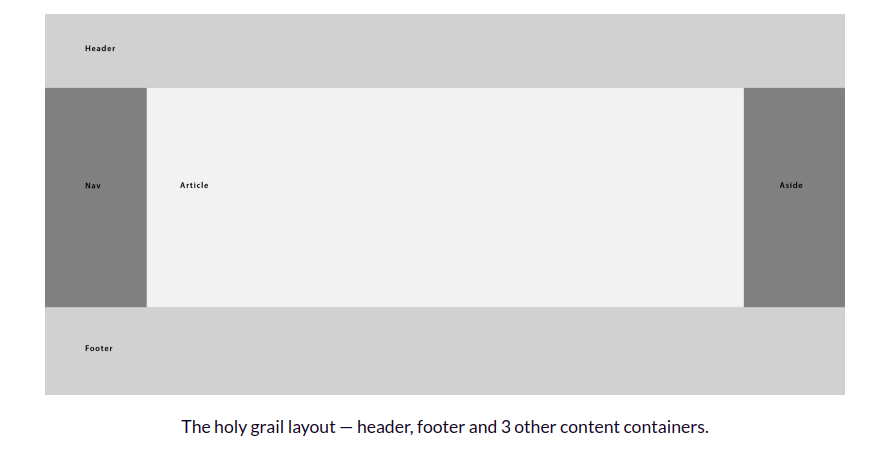 Header
Nav
Article
Aside
Footer
The holy grail layout — header, footer and 3 other content containers.